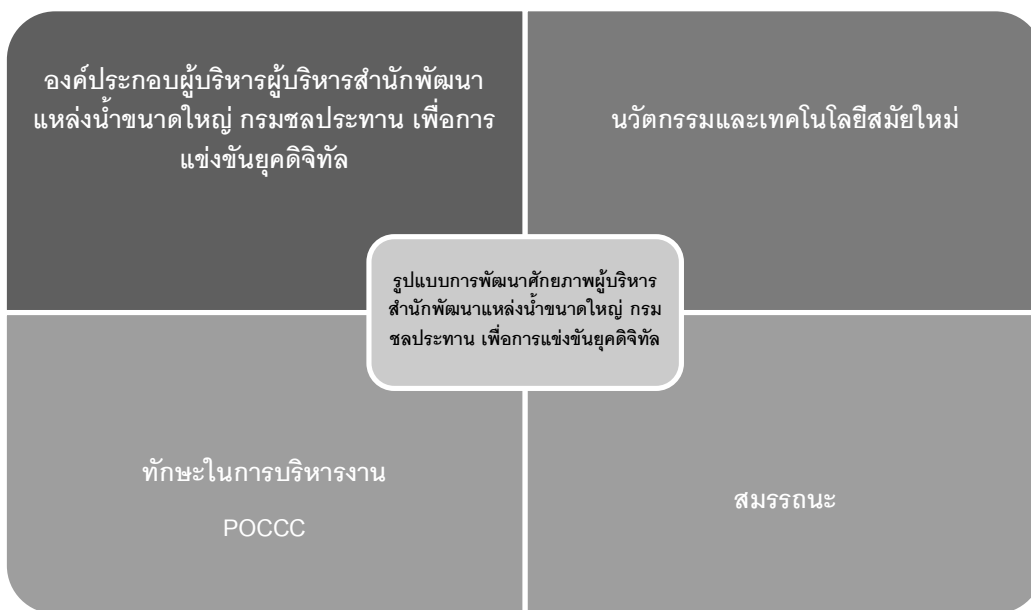 องค์ประกอบผู้บริหารผู้บริหารสำนักพัฒนา
แหล่งน้ำขนาดใหญ่ กรมชลประทาน เพื่อการ
แข่งขันยุคดิจิทัล
นวัตกรรมและเทคโนโลยีสมัยใหม่
รูปแบบการพัฒนาศักยภาพผู้บริหาร
สำนักพัฒนาแหล่งน้ำขนาดใหญ่ กรม
ชลประทาน เพื่อการแข่งขันยุคดิจิทัล
ทักษะในการบริหารงาน
POCCC
สมรรถนะ